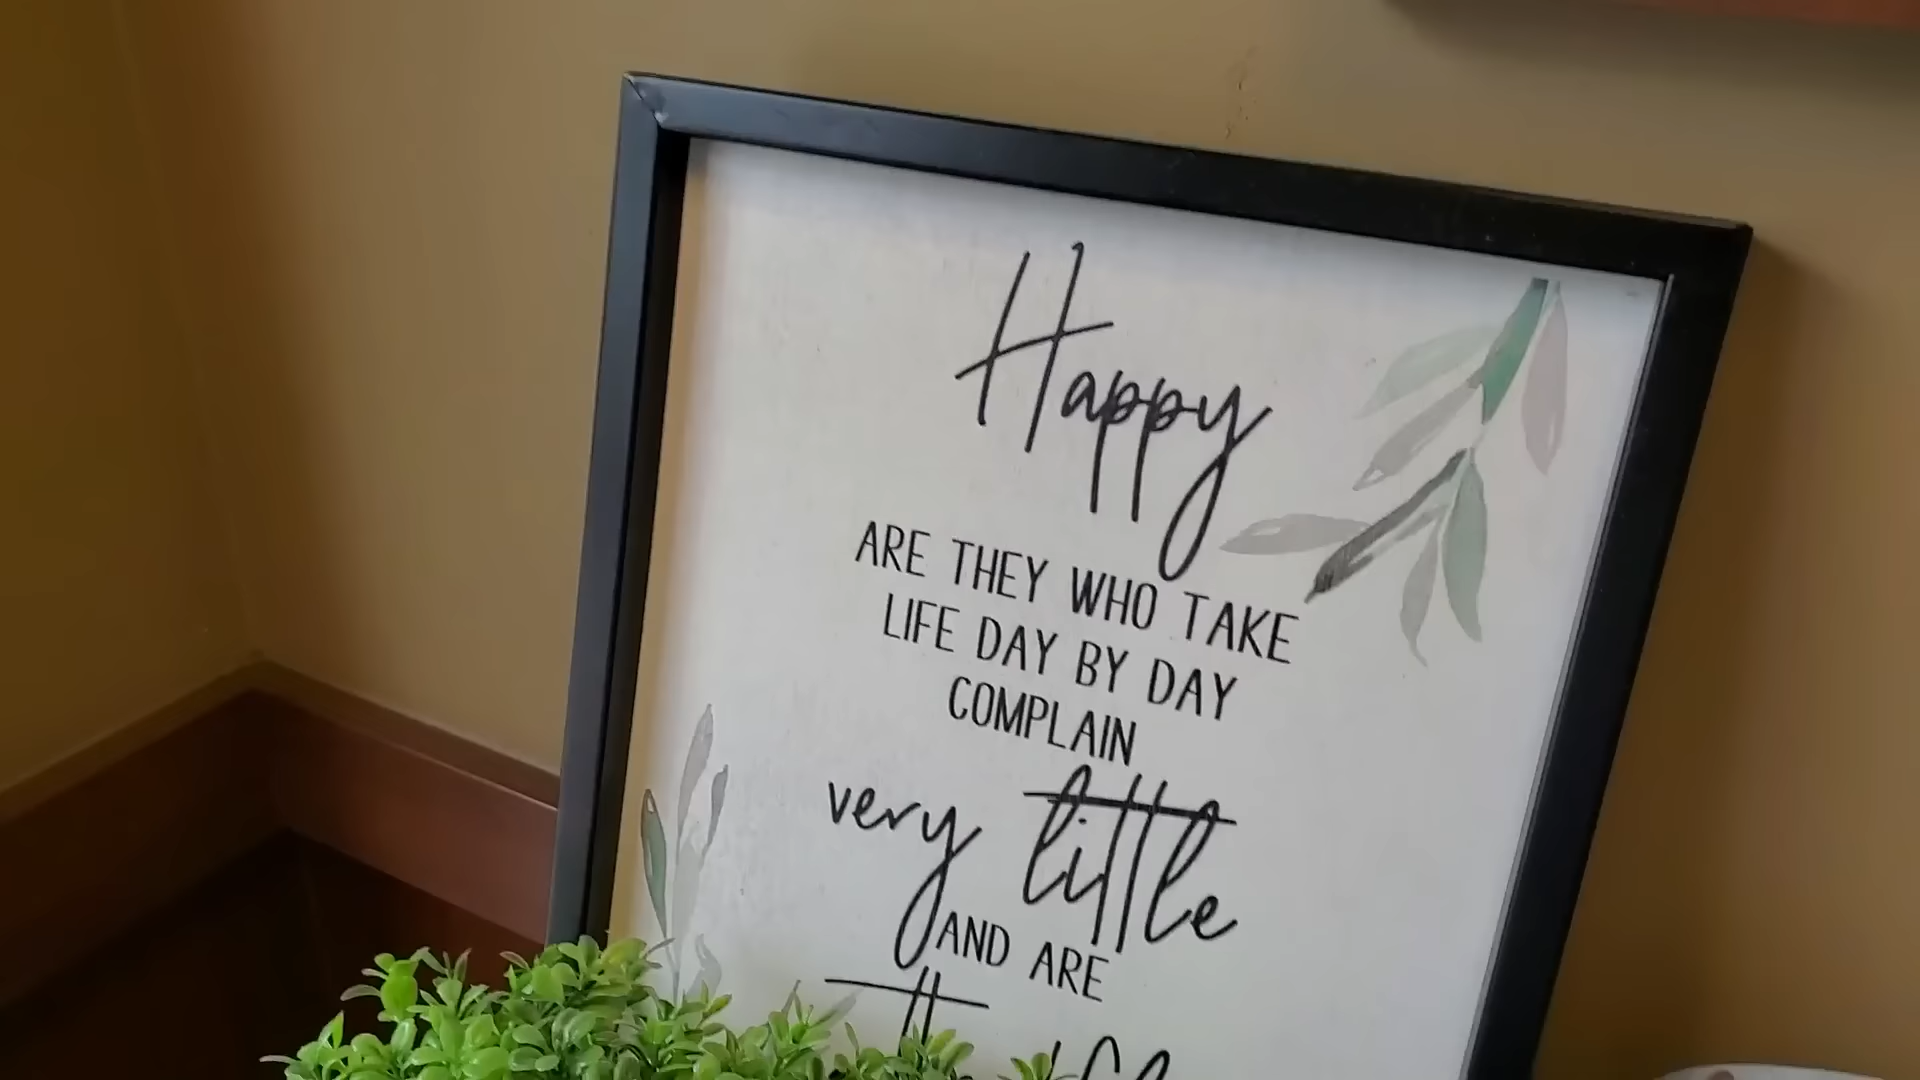 Happy
ARE THEY WHO TAKE
LIFE DAY BY DAY
COMPLAIN
very little
AND ARE